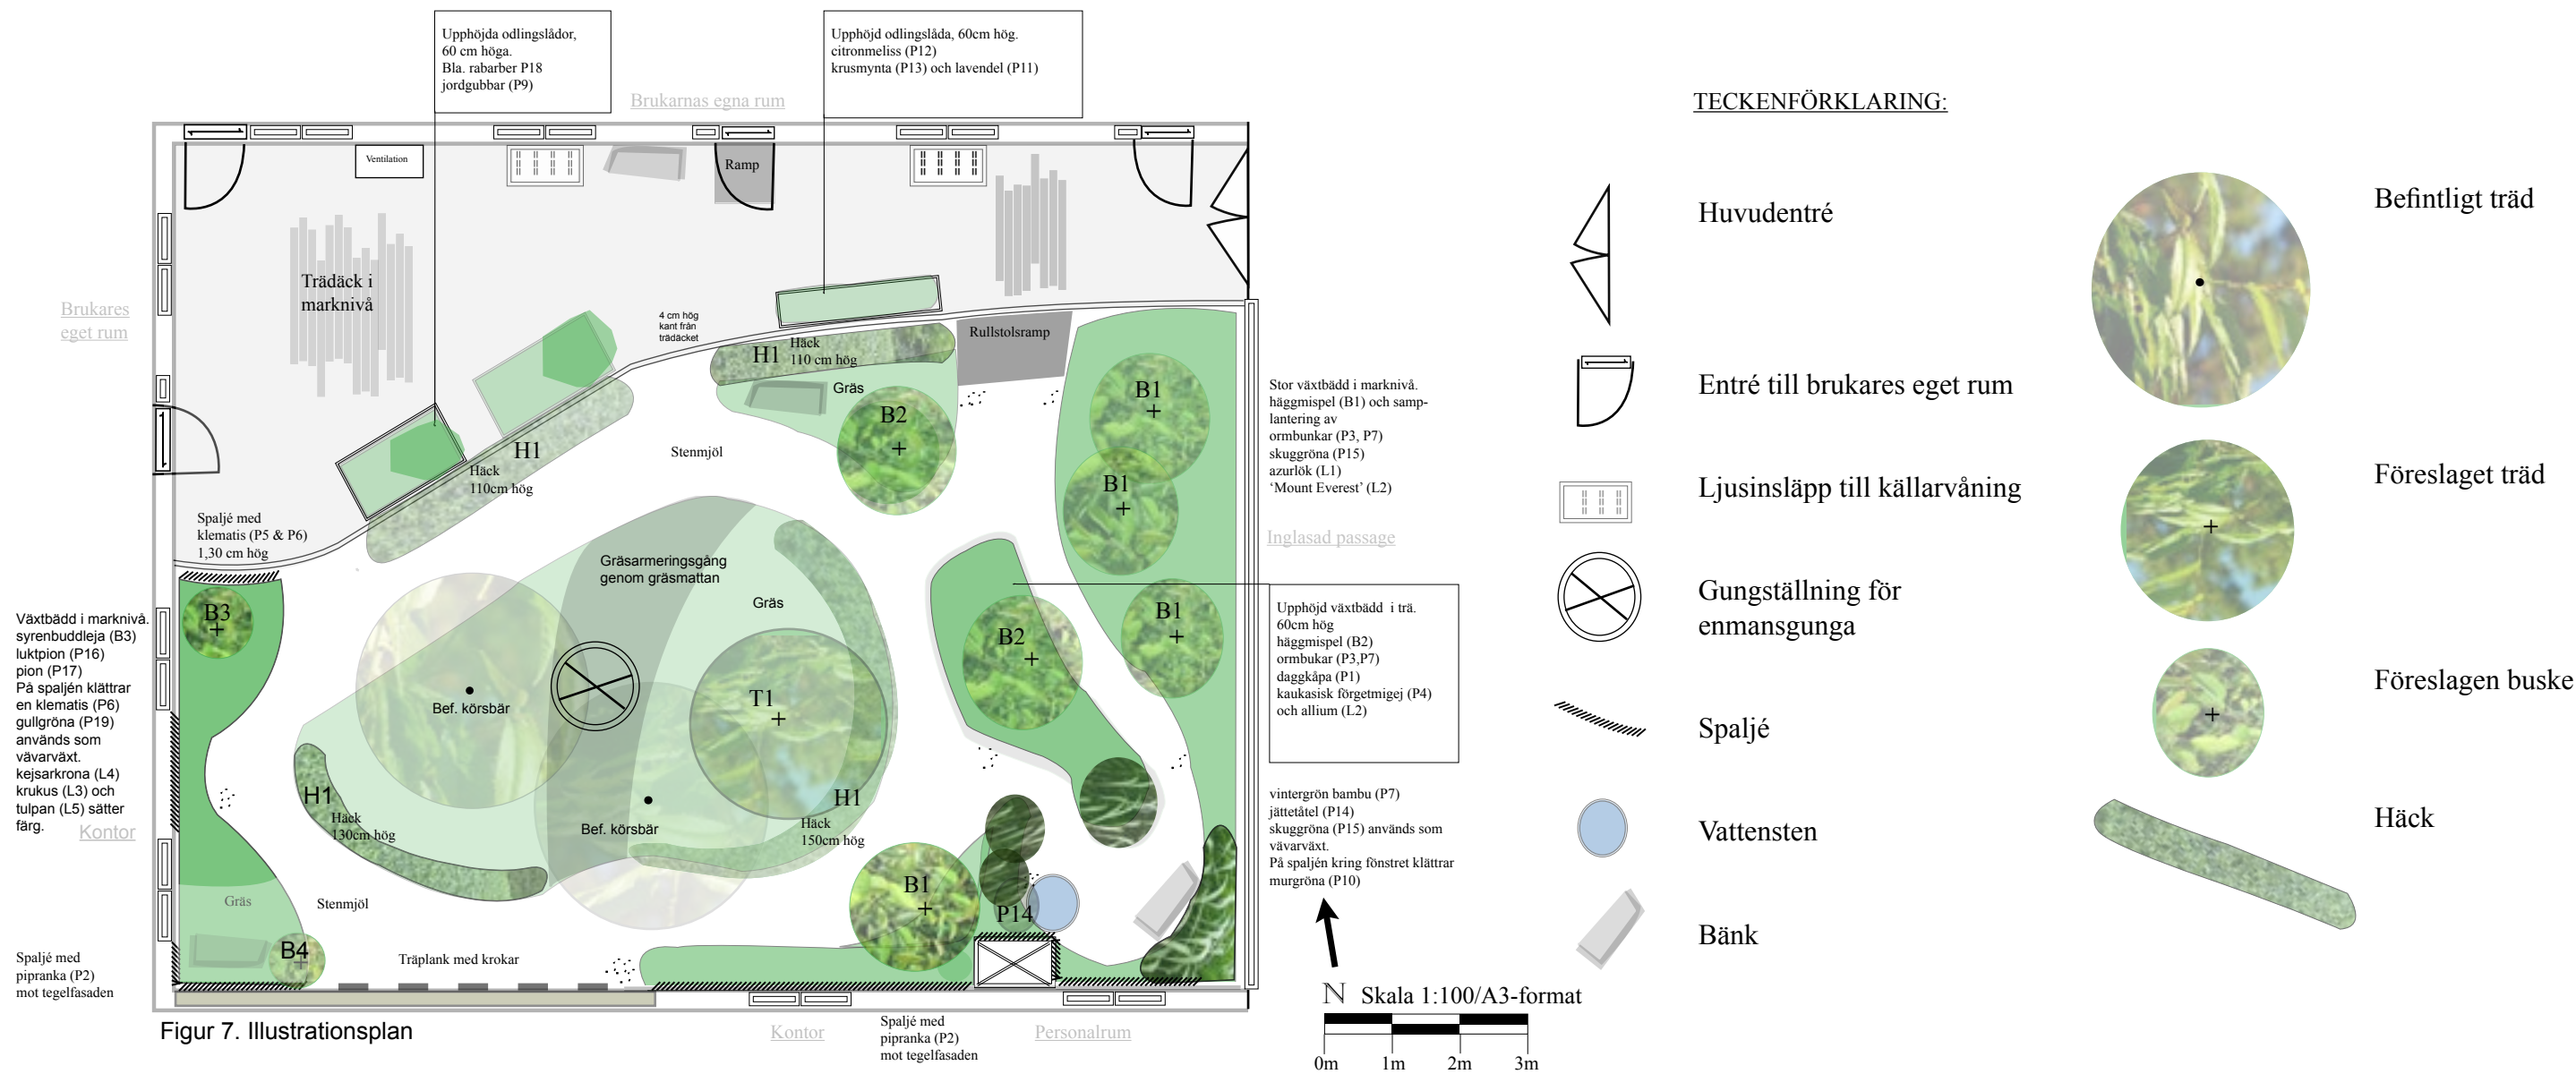 Upphöjda odlingslådor,
60 cm höga.
Bla. rabarber P18
jordgubbar (P9)
Upphöjd odlingslåda, 60cm hög.
citronmeliss (P12)
krusmynta (P13) och lavendel (P11)
Brukarnas egna rum
Ventilation
Ramp
Trädäck i
marknivå
Brukares
eget rum
4 cm hög
kant från
trädäcket
H1
Häck
110 cm hög
Rullstolsramp
Gräs
B2
B1
B1
B1
H1
Häck
110cm hög
Stenmjöl
Spaljé med
klematis (P5 & P6)
1,30 cm hög
Stor växtbädd i marknivå.
häggmispel (B1) och samp-
lantering av
ormbunkar (P3, P7)
skuggröna (P15)
azurlök (L1)
‘Mount Everest’ (L2)
Inglasad passage
Gräsarmeringsgång
genom gräsmattan
Gräs
B3
Växtbädd i marknivå.
syrenbuddleja (B3)
luktpion (P16)
pion (P17)
På spaljén klättrar
en klematis (P6)
gullgröna (P19)
används som
vävarväxt.
kejsarkrona (L4)
krukus (L3) och
tulpan (L5) sätter
färg.
Kontor
B2
Upphöjd växtbädd i trä.
60cm hög
häggmispel (B2)
ormbukar (P3,P7)
daggkåpa (P1)
kaukasisk förgetmigej (P4)
och allium (L2)
Bef. körsbär
T1
H1
Häck
130cm hög
Bef. körsbär
H1
Häck
150cm hög
vintergrön bambu (P7)
jättetåtel (P14)
skuggröna (P15) används som
vävarväxt.
På spaljén kring fönstret klättrar
murgröna (P10)
B1
P14
Gräs
Stenmjöl
B4
Träplank med krokar
Spaljé med
pipranka (P2)
mot tegelfasaden
Figur 7. Illustrationsplan
Kontor
Spaljé med
pipranka (P2)
mot tegelfasaden
Personalrum
N Skala 1:100/A3-format
0m 1m 2m 3m
TECKENFÖRKLARING:
Huvudentré
Entré till brukares eget rum
Ljusinsläpp till källarvåning
Gungställning för
enmansgunga
Spaljé
Vattensten
Bänk
Befintligt träd
Föreslaget träd
Föreslagen buske
Häck